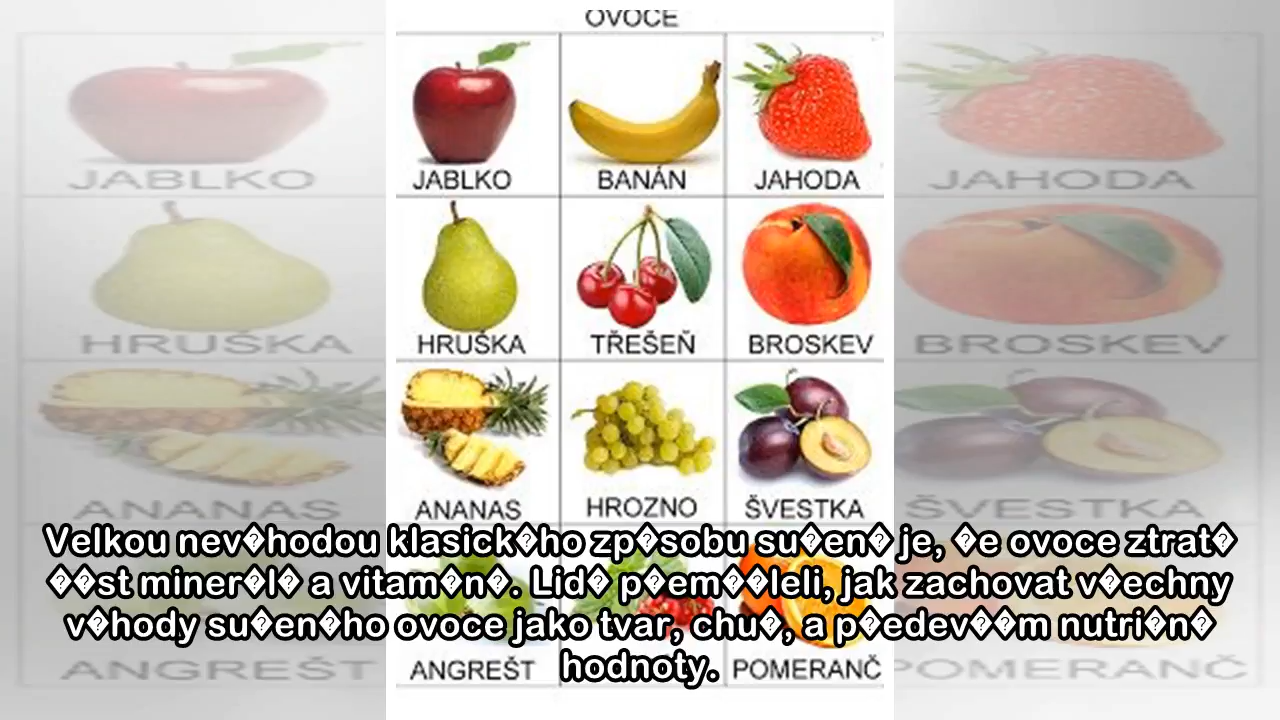 OVOCE
JABLKO BANÁN JAHODA
HRUŠKA TŘEŠEŇ BROSKEV
ANANAS HROZNO ŠVESTKA
Velkou nev�hodou klasick�ho zp�sobu su�en� je, �e ovoce ztrat�
��st miner�l� a vitam�n�. Lid� p�em��leli, jak zachovat v�echny
v�hody su�en�ho ovoce jako tvar, chu�, a p�edev��m nutri�n�
hodnoty.
ANGREŠT POMERANČ